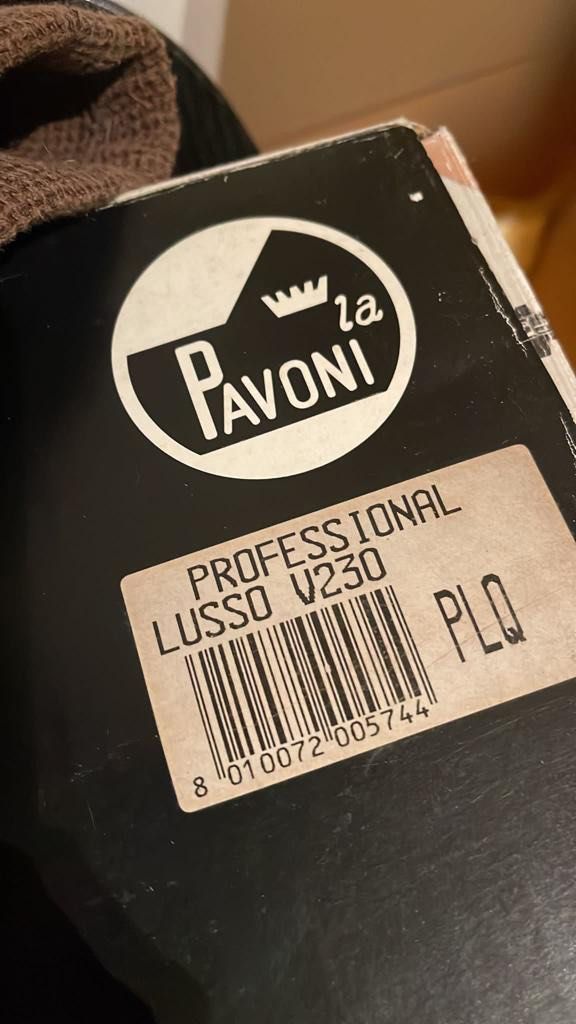 la
PAVONI
PROFESSIONAL
LUSSO V230
PLQ
8 010072 005744